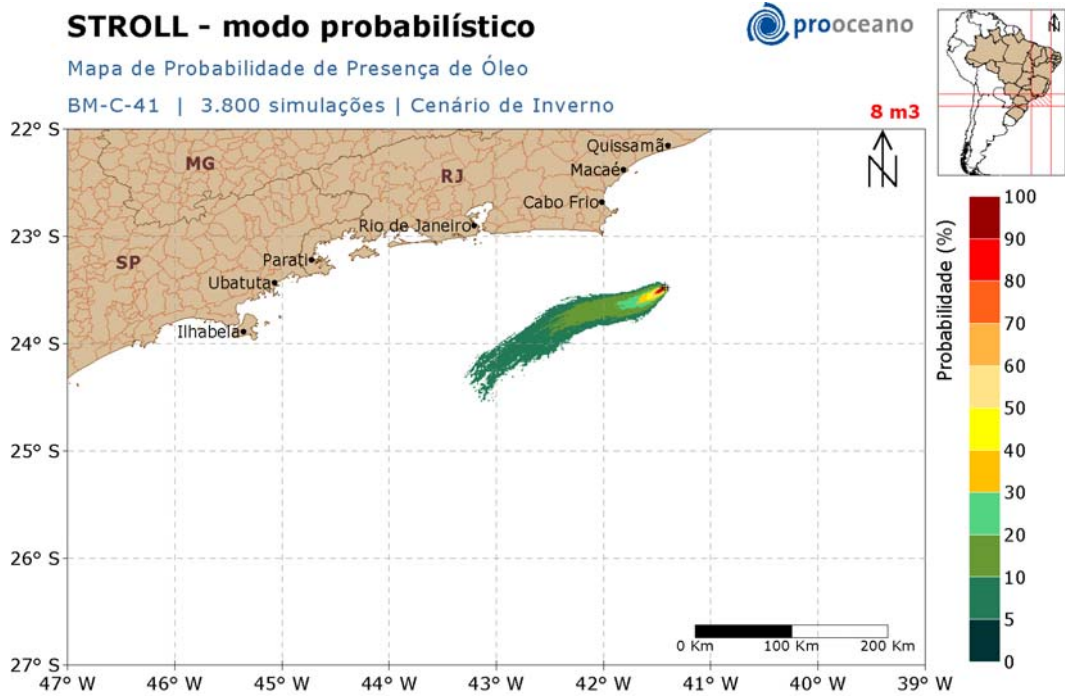 STROLL - modo probabilístico
prooceano
Mapa de Probabilidade de Presença de Óleo
BM-C-41 | 3.800 simulações | Cenário de Inverno
8 m3
N
N
22° S
23° S
24° S
25° S
26° S
27° S
MG
RJ
SP
Quissamã
Macaé
Cabo Frio
Rio de Janeiro
Parati
Ubatuta
Ilhabela
0 Km 100 Km 200 Km
47° W 46° W 45° W 44° W 43° W 42° W 41° W 40° W 39° W
Probabilidade (%)
100
90
80
70
60
50
40
30
20
10
5
0